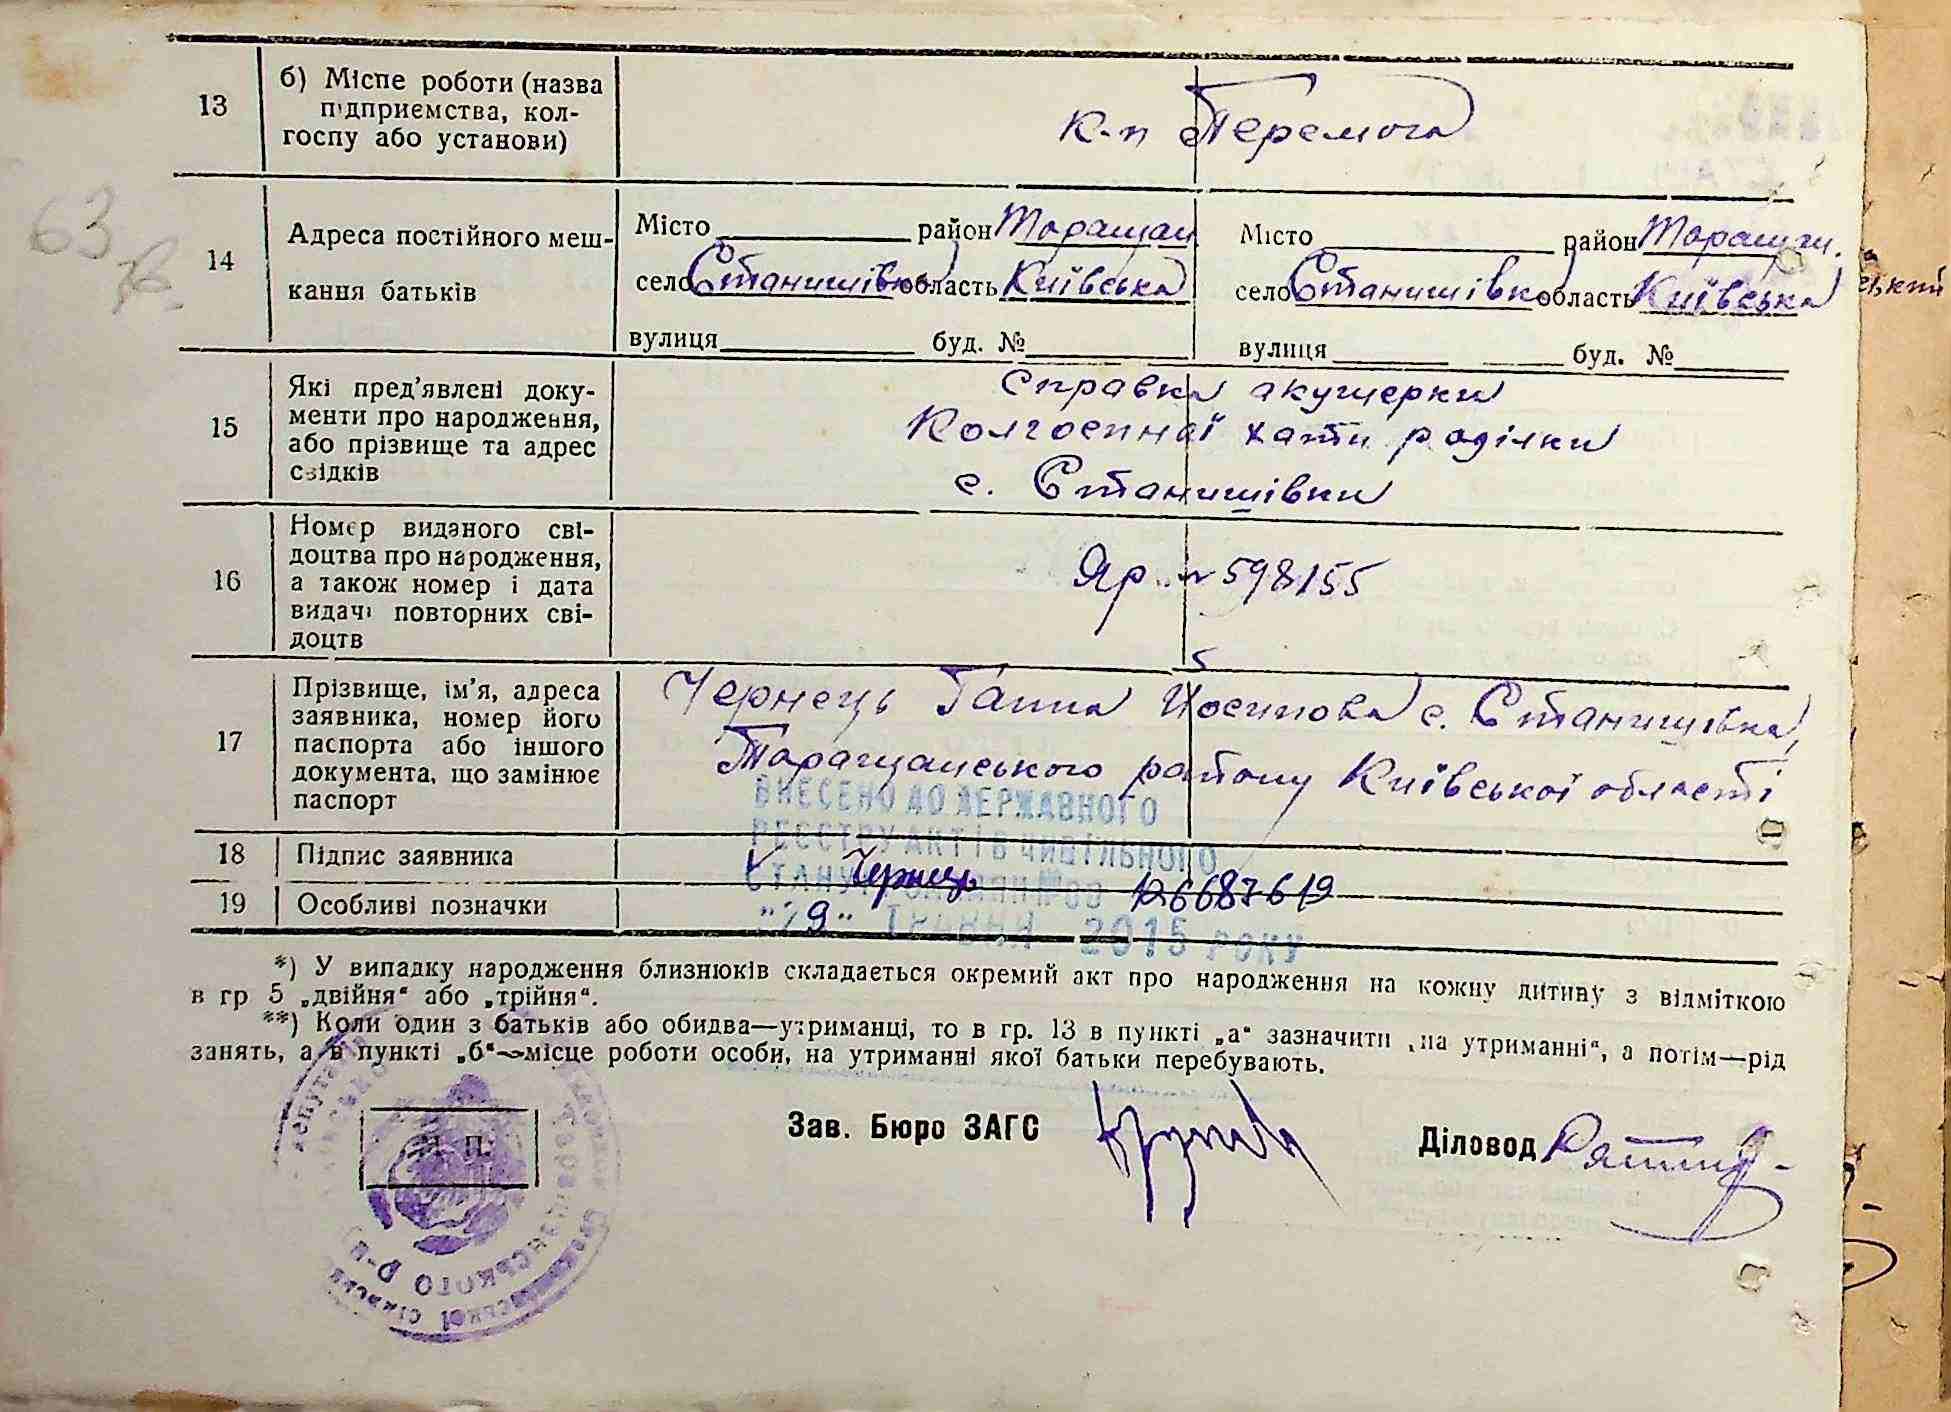 13
б) Місце роботи (назва
підприємства, кол-
госпу або установи)
к-п Перемога
63
14
Адреса постійного меш-
кання батьків
Місто район Таращан
село Станишівка область Київська
вулиця буд. №
Місто район Таращан.
село Станишівка область Київська
вулиця буд. №
15
Які пред'явлені доку-
менти про народження,
або прізвище та адрес
свідків
Справка акушерки
Колгоспної хати роділки
с. Станишівки
16
Номер виданого сві-
доцтва про народження,
а також номер і дата
видачі повторних сві-
доцтв
Яр. № 598155
17
Прізвище, ім'я, адреса
заявника, номер його
паспорта або іншого
документа, що замінює
паспорт
Чернець Ганна Йосипова с. Станишівка,
Таращанського району Київської області
ВНЕСЕНО ДО ДЕРЖАВНОГО
РЕЄСТРУ АКТІВ ЦИВІЛЬНОГО
СТАНУ ГРОМАДЯН ЗА №
"29" ТРАВНЯ 2015 РОКУ
18
Підпис заявника
Чернець
126687619
19
Особливі позначки
*) У випадку народження близнюків складається окремий акт про народження на кожну дитину з відміткою
в гр 5 „двійня“ або „трійня“.
**) Коли один з батьків або обидва—утриманці, то в гр. 13 в пункті „а“ зазначити „на утриманні“, а потім—рід
занять, а в пункті „б“—місце роботи особи, на утриманні якої батьки перебувають.
М. П.
Зав. Бюро ЗАГС
Діловод